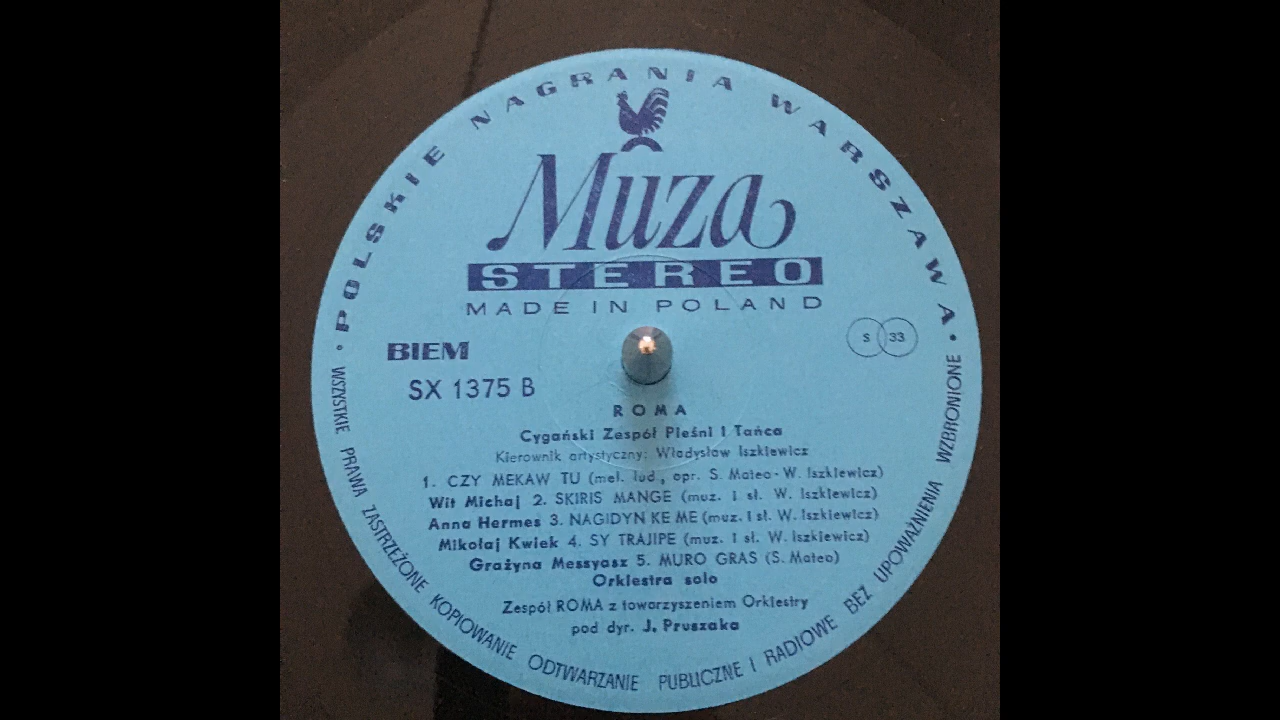 • POLSKIE NAGRANIA WARSZAWA •
Muza
STEREO
MADE IN POLAND
BIEM
S 33
SX 1375 B
ROMA
Cygański Zespół Pieśni i Tańca
Kierownik artystyczny: Władysław Iszkiewicz
1. CZY MEKAW TU (mel. lud., opr. S. Mateo - W. Iszkiewicz)
Wit Michaj 2. SKIRIS MANGE (muz. i sł. W. Iszkiewicz)
Anna Hermes 3. NAGIDYN KE ME (muz. i sł. W. Iszkiewicz)
Mikołaj Kwiek 4. SY TRAJIPE (muz. i sł. W. Iszkiewicz)
Grażyna Messyasz 5. MURO GRAS (S. Mateo)
Orkiestra solo
Zespół ROMA z towarzyszeniem Orkiestry
pod dyr. J. Pruszaka
WSZYSTKIE PRAWA ZASTRZEŻONE KOPIOWANIE ODTWARZANIE PUBLICZNE I RADIOWE BEZ UPOWAŻNIENIA WZBRONIONE